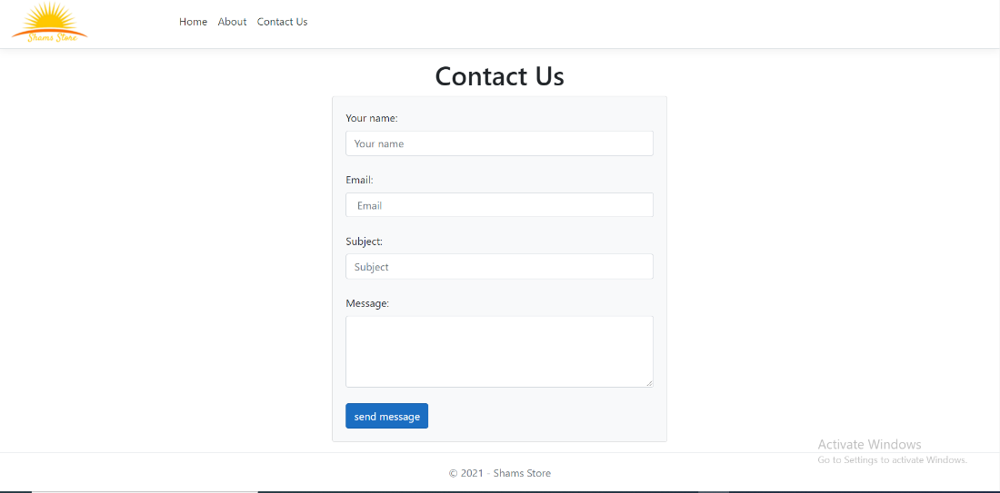 Shams Store
Home About Contact Us
Contact Us
Your name:
Your name
Email:
Email
Subject:
Subject
Message:
send message
Activate Windows
Go to Settings to activate Windows.
© 2021 - Shams Store